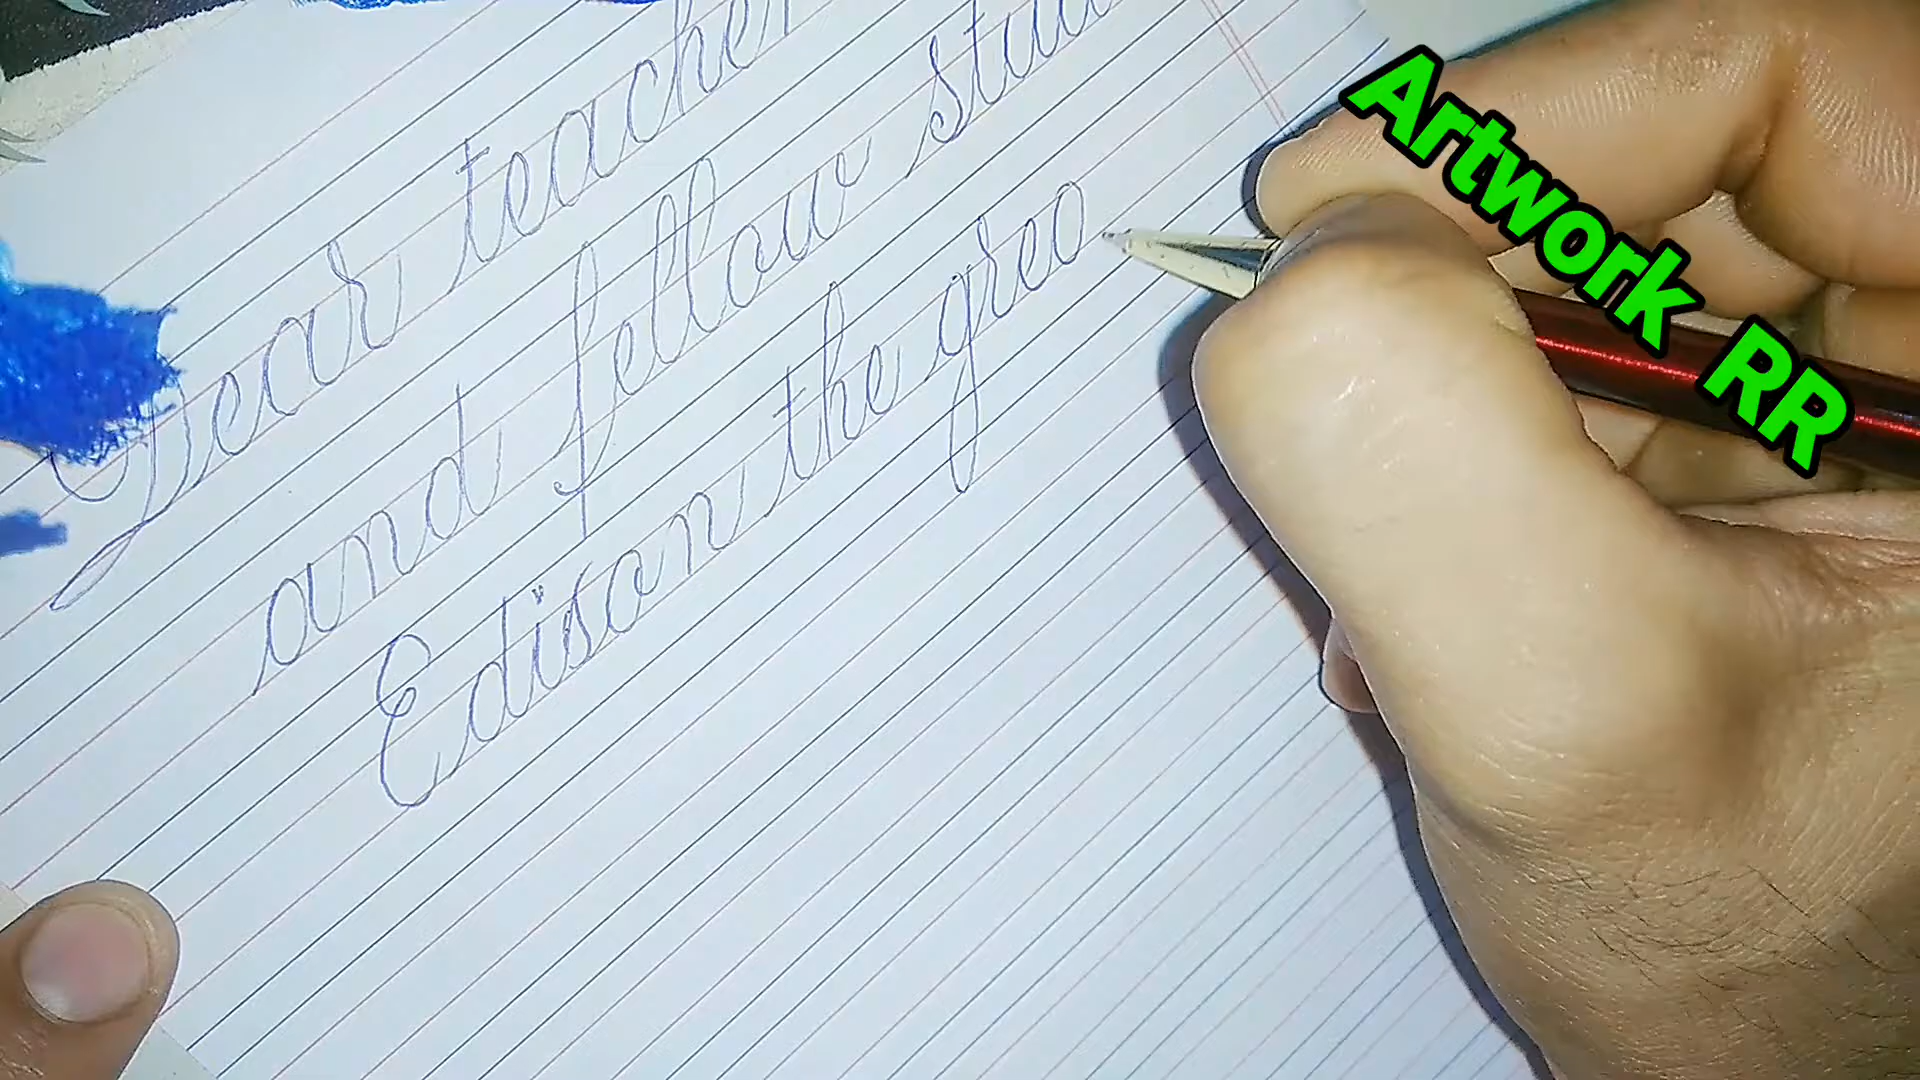 Dear teacher
and fellow stu
Edison the grea
Artwork RR